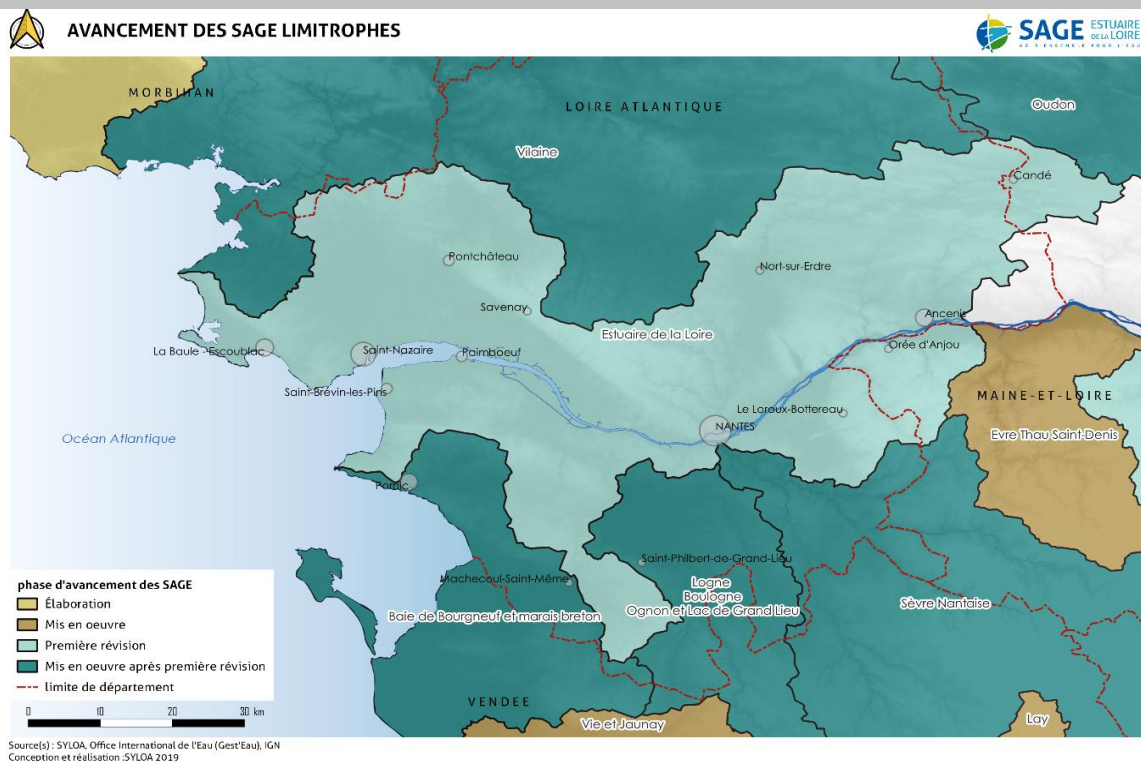 AVANCEMENT DES SAGE LIMITROPHES
SAGE ESTUAIRE DE LA LOIRE
MORBIHAN
LOIRE ATLANTIQUE
Oudon
Vilaine
Candé
Pontchâteau
Nort-sur-Erdre
Savenay
Ancenis
Estuaire de la Loire
La Baule - Escoublac
Saint-Nazaire
Paimboeuf
Orée d'Anjou
Saint-Brévin-les-Pins
MAINE-ET-LOIRE
Le Loroux-Bottereau
NANTES
Océan Atlantique
Evre Thau Saint-Denis
Pornic
Saint-Philbert-de-Grand-Lieu
Machecoul-Saint-Même
Logne
Boulogne
Ognon et Lac de Grand Lieu
Baie de Bourgneuf et marais breton
Sèvre Nantaise
VENDEE
Vie et Jaunay
Lay
phase d'avancement des SAGE
Élaboration
Mis en oeuvre
Première révision
Mis en oeuvre après première révision
limite de département
0 10 20 30 km
Source(s) : SYLOA, Office International de l'Eau (Gest'Eau), IGN
Conception et réalisation :SYLOA 2019